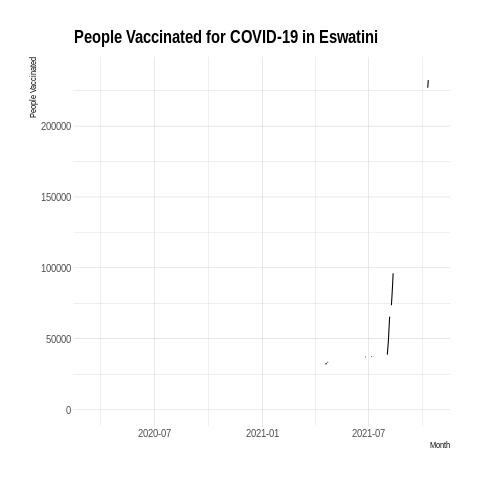 People Vaccinated for COVID-19 in Eswatini
People Vaccinated
200000
150000
100000
50000
0
2020-07 2021-01 2021-07
Month